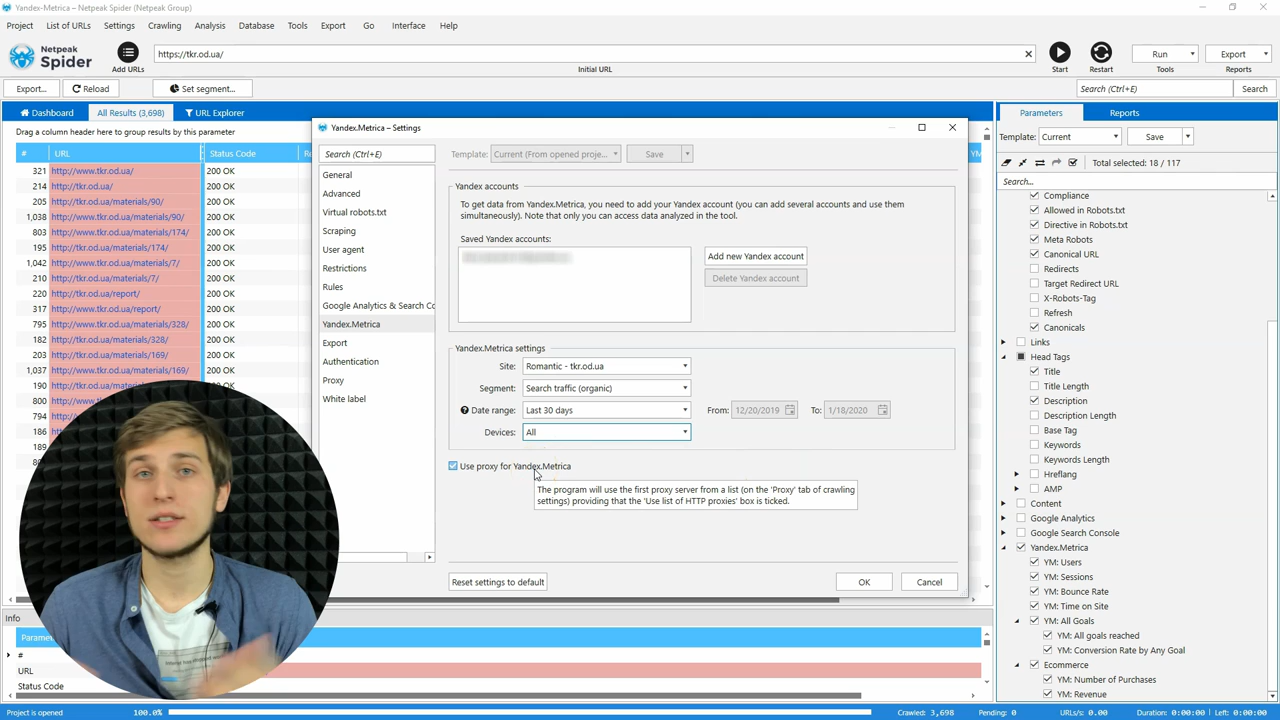 Yandex-Metrica – Netpeak Spider (Netpeak Group)
Project List of URLs Settings Crawling Analysis Database Tools Export Go Interface Help
Netpeak Spider
Add URLs
https://tkr.od.ua/
Initial URL
Start
Restart
Run
Tools
Export
Reports
Export...
Reload
Set segment...
Search (Ctrl+E)
Search
Dashboard
All Results (3,698)
URL Explorer
Drag a column header here to group results by this parameter
# URL Status Code
321 http://www.tkr.od.ua/ 200 OK
214 http://tkr.od.ua/ 200 OK
205 http://tkr.od.ua/materials/90/ 200 OK
1,038 http://www.tkr.od.ua/materials/90/ 200 OK
803 http://www.tkr.od.ua/materials/174/ 200 OK
195 http://tkr.od.ua/materials/174/ 200 OK
1,042 http://www.tkr.od.ua/materials/7/ 200 OK
210 http://tkr.od.ua/materials/7/ 200 OK
220 http://tkr.od.ua/report/ 200 OK
317 http://www.tkr.od.ua/report/ 200 OK
795 http://www.tkr.od.ua/materials/328/ 200 OK
182 http://tkr.od.ua/materials/328/ 200 OK
203 http://tkr.od.ua/materials/169/ 200 OK
1,037 http://www.tkr.od.ua/materials/169/ 200 OK
190
800
794
186
189
Yandex.Metrica – Settings
Search (Ctrl+E)
General
Advanced
Virtual robots.txt
Scraping
User agent
Restrictions
Rules
Google Analytics & Search Co
Yandex.Metrica
Export
Authentication
Proxy
White label
Template: Current (From opened proje...
Save
Yandex accounts
To get data from Yandex.Metrica, you need to add your Yandex account (you can add several accounts and use them
simultaneously). Note that only you can access data analyzed in the tool.
Saved Yandex accounts:
Add new Yandex account
Delete Yandex account
Yandex.Metrica settings
Site: Romantic - tkr.od.ua
Segment: Search traffic (organic)
Date range: Last 30 days From: 12/20/2019 To: 1/18/2020
Devices: All
Use proxy for Yandex.Metrica
The program will use the first proxy server from a list (on the 'Proxy' tab of crawling
settings) providing that the 'Use list of HTTP proxies' box is ticked.
Reset settings to default
OK
Cancel
Parameters
Reports
Template: Current
Save
Total selected: 18 / 117
Search...
Compliance
Allowed in Robots.txt
Directive in Robots.txt
Meta Robots
Canonical URL
Redirects
Target Redirect URL
X-Robots-Tag
Refresh
Canonicals
Links
Head Tags
Title
Title Length
Description
Description Length
Base Tag
Keywords
Keywords Length
Hreflang
AMP
Content
Google Analytics
Google Search Console
Yandex.Metrica
YM: Users
YM: Sessions
YM: Bounce Rate
YM: Time on Site
YM: All Goals
YM: All goals reached
YM: Conversion Rate by Any Goal
Ecommerce
YM: Number of Purchases
YM: Revenue
Info
#
URL
Status Code
Project is opened 100.0% Crawled: 3,698 Pending: 0 URLs/s: 0.00 Duration: 0:00:00 Left: 0:00:00